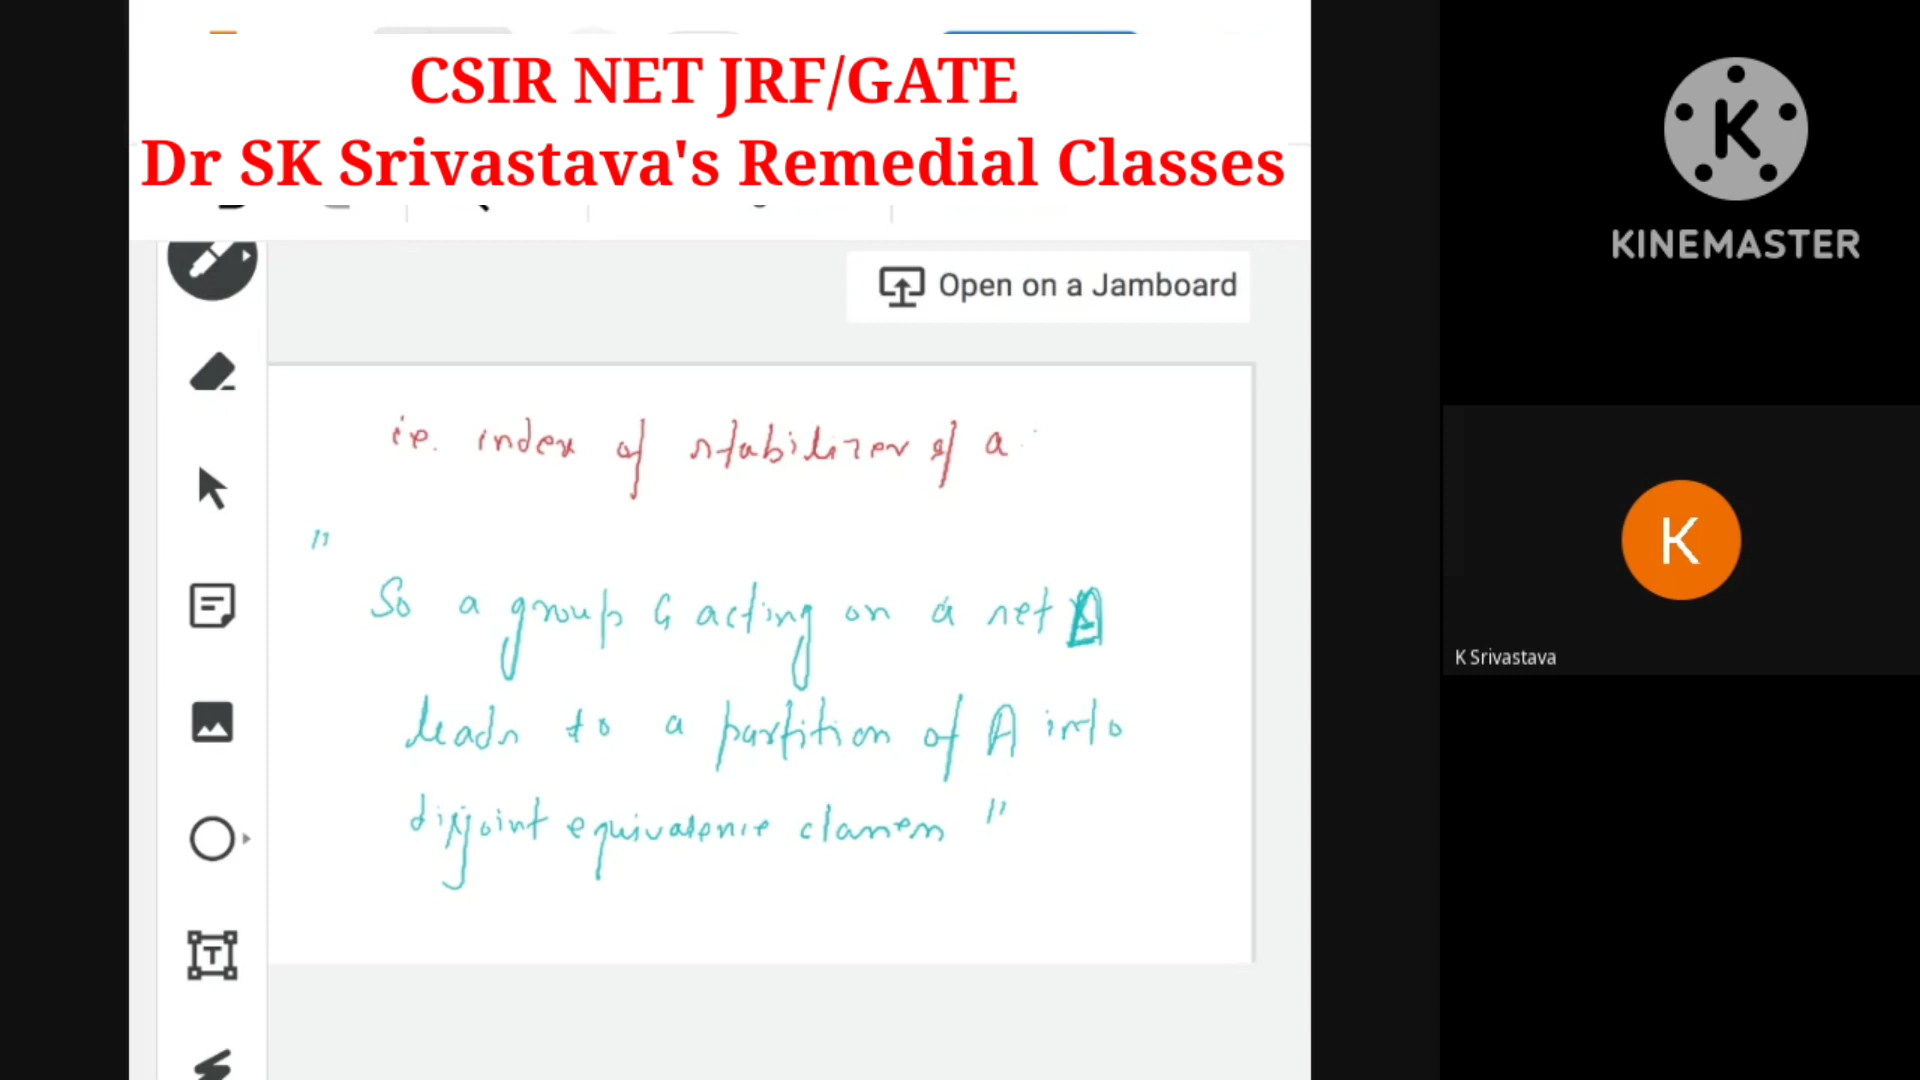 CSIR NET JRF/GATE
Dr SK Srivastava's Remedial Classes
K
KINEMASTER
Open on a Jamboard
i.e. index of stabilizer of a
"
So a group G acting on a set A
leads to a partition of A into
disjoint equivalence classes "
K
K Srivastava
T